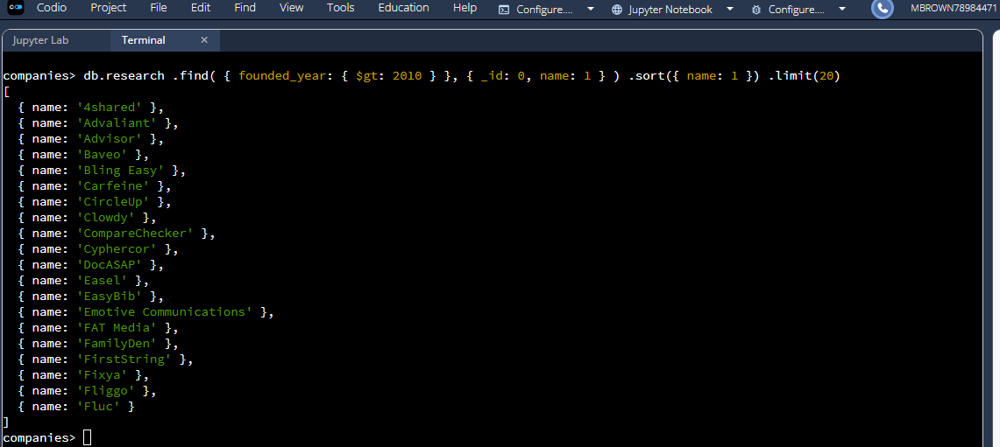 Codio Project File Edit Find View Tools Education Help Configure.... Jupyter Notebook Configure.... MBROWN78984471
Jupyter Lab Terminal ×
companies> db.research .find( { founded_year: { $gt: 2010 } }, { _id: 0, name: 1 } ) .sort({ name: 1 }) .limit(20)
[
{ name: '4shared' },
{ name: 'Advaliant' },
{ name: 'Advisor' },
{ name: 'Baveo' },
{ name: 'Bling Easy' },
{ name: 'Carfeine' },
{ name: 'CircleUp' },
{ name: 'Clowdy' },
{ name: 'CompareChecker' },
{ name: 'Cyphercor' },
{ name: 'DocASAP' },
{ name: 'Easel' },
{ name: 'EasyBib' },
{ name: 'Emotive Communications' },
{ name: 'FAT Media' },
{ name: 'FamilyDen' },
{ name: 'FirstString' },
{ name: 'Fixya' },
{ name: 'Fliggo' },
{ name: 'Fluc' }
]
companies>